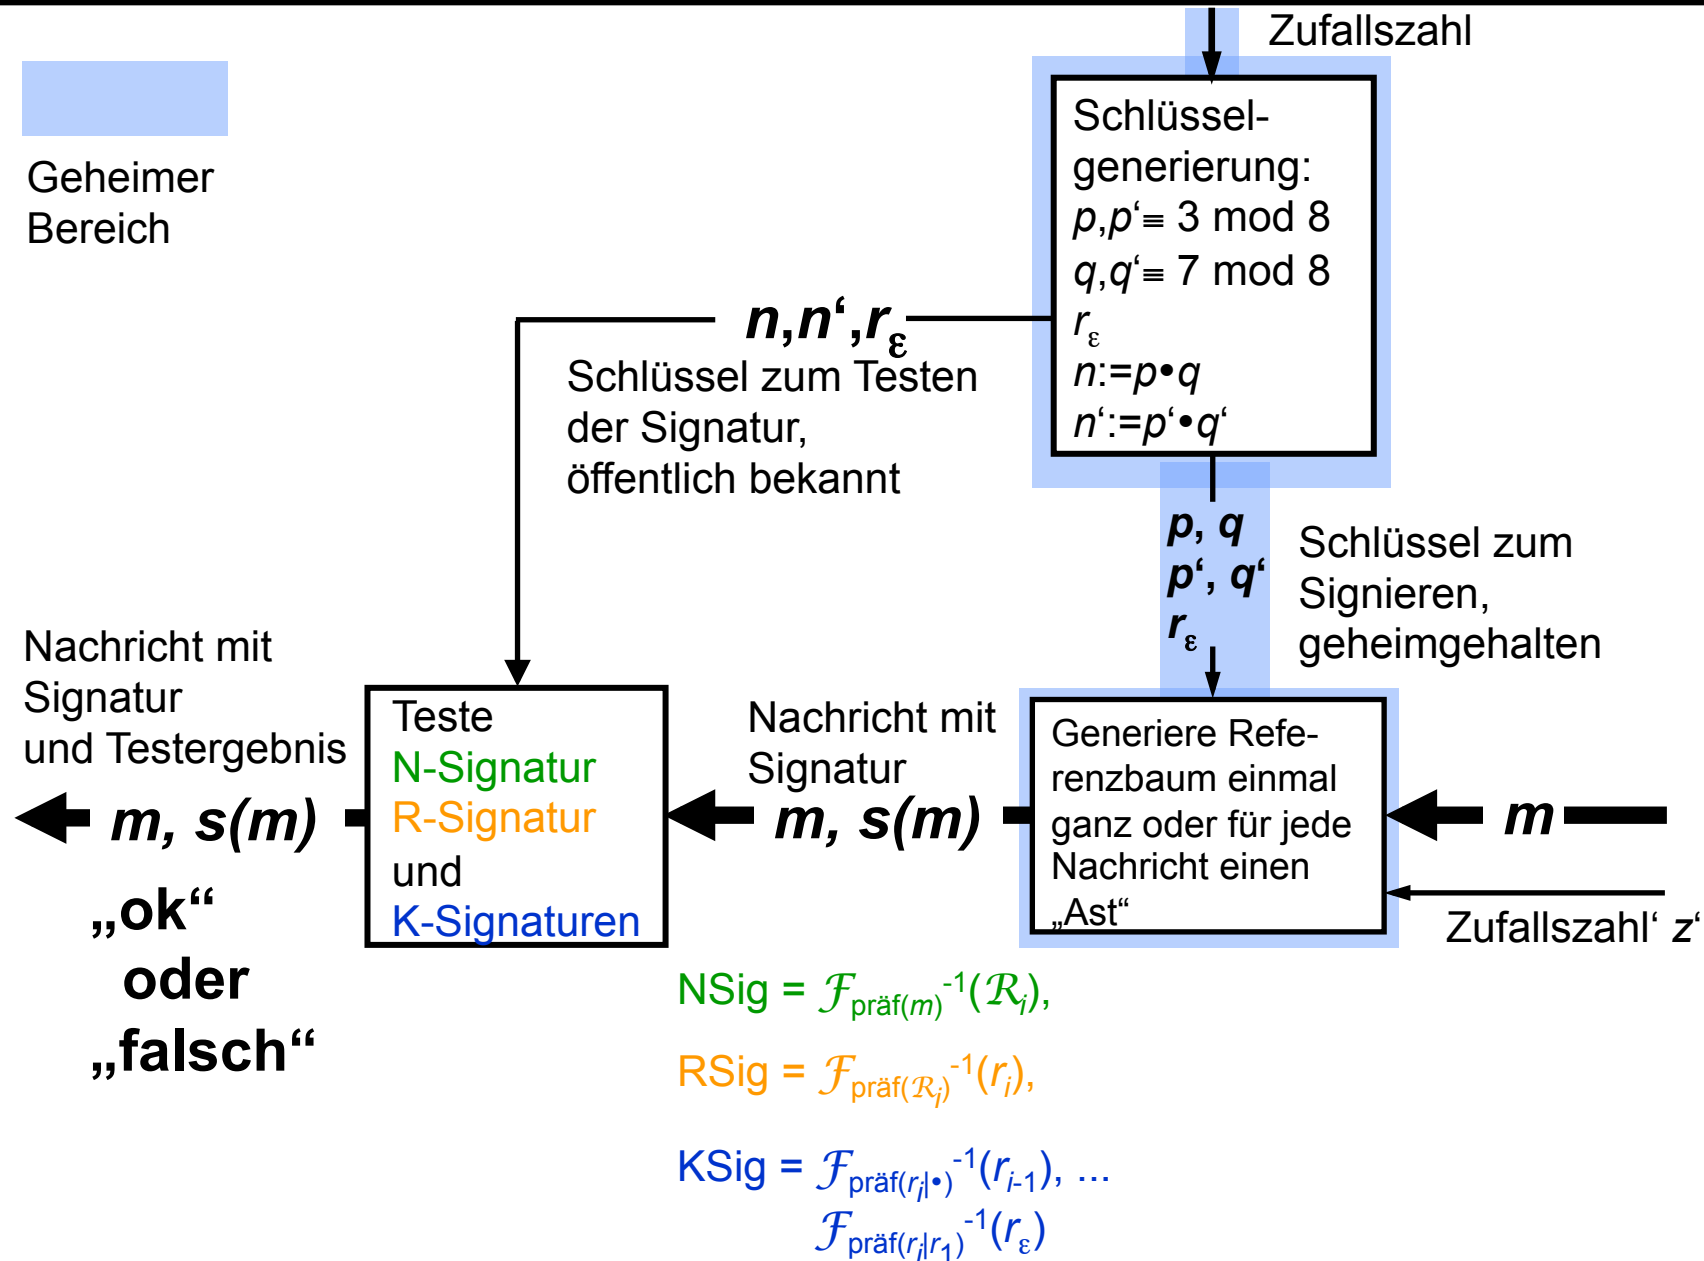 Zufallszahl
Geheimer
Bereich
Schlüssel-
generierung:
p,p‘≡ 3 mod 8
q,q‘≡ 7 mod 8
rε
n:=p•q
n‘:=p‘•q‘
n,n‘,rε
Schlüssel zum Testen
der Signatur,
öffentlich bekannt
p, q
p‘, q‘
rε
Schlüssel zum
Signieren,
geheimgehalten
Nachricht mit
Signatur
und Testergebnis
m, s(m)
„ok“
oder
„falsch“
Teste
N-Signatur
R-Signatur
und
K-Signaturen
Nachricht mit
Signatur
m, s(m)
Generiere Refe-
renzbaum einmal
ganz oder für jede
Nachricht einen
„Ast“
m
Zufallszahl‘ z‘
NSig = ℱpräf(m)⁻¹(ℛi),
RSig = ℱpräf(ℛi)⁻¹(ri),
KSig = ℱpräf(ri|•)⁻¹(ri-1), ...
ℱpräf(ri|r1)⁻¹(rε)